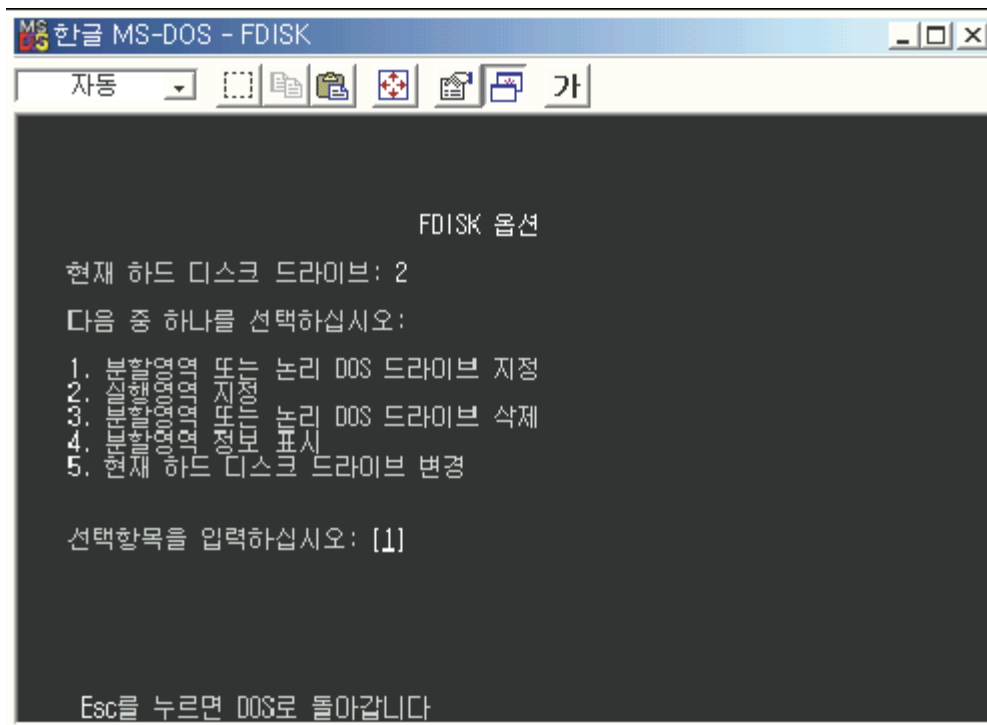 한글 MS-DOS - FDISK
자동
가
FDISK 옵션
현재 하드 디스크 드라이브: 2
다음 중 하나를 선택하십시오:
1. 분할영역 또는 논리 DOS 드라이브 지정
2. 실행영역 지정
3. 분할영역 또는 논리 DOS 드라이브 삭제
4. 분할영역 정보 표시
5. 현재 하드 디스크 드라이브 변경
선택항목을 입력하십시오: [1]
Esc를 누르면 DOS로 돌아갑니다